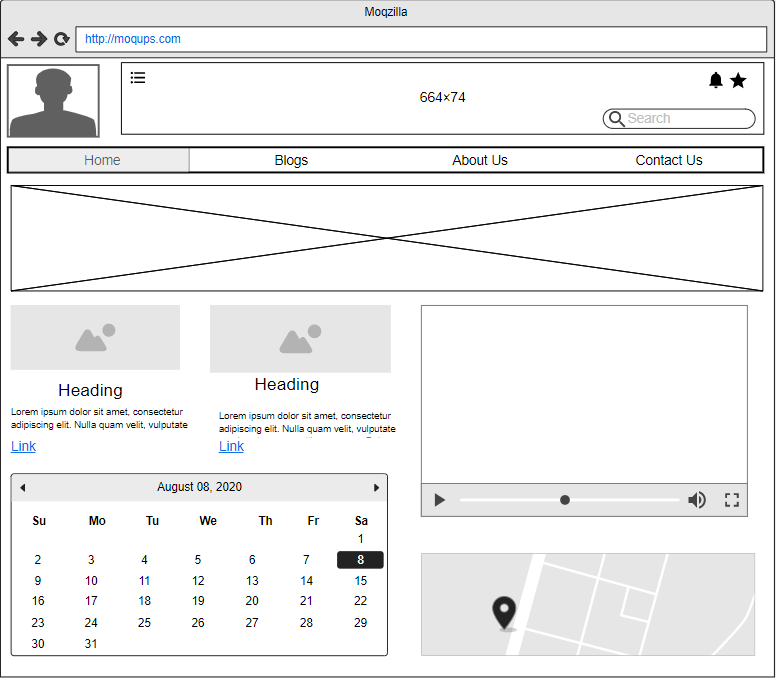 Moqzilla
http://moqups.com
664×74
Search
Home Blogs About Us Contact Us
Heading
Lorem ipsum dolor sit amet, consectetur
adipiscing elit. Nulla quam velit, vulputate
Link
Heading
Lorem ipsum dolor sit amet, consectetur
adipiscing elit. Nulla quam velit, vulputate
Link
August 08, 2020
Su Mo Tu We Th Fr Sa
1
2 3 4 5 6 7 8
9 10 11 12 13 14 15
16 17 18 19 20 21 22
23 24 25 26 27 28 29
30 31